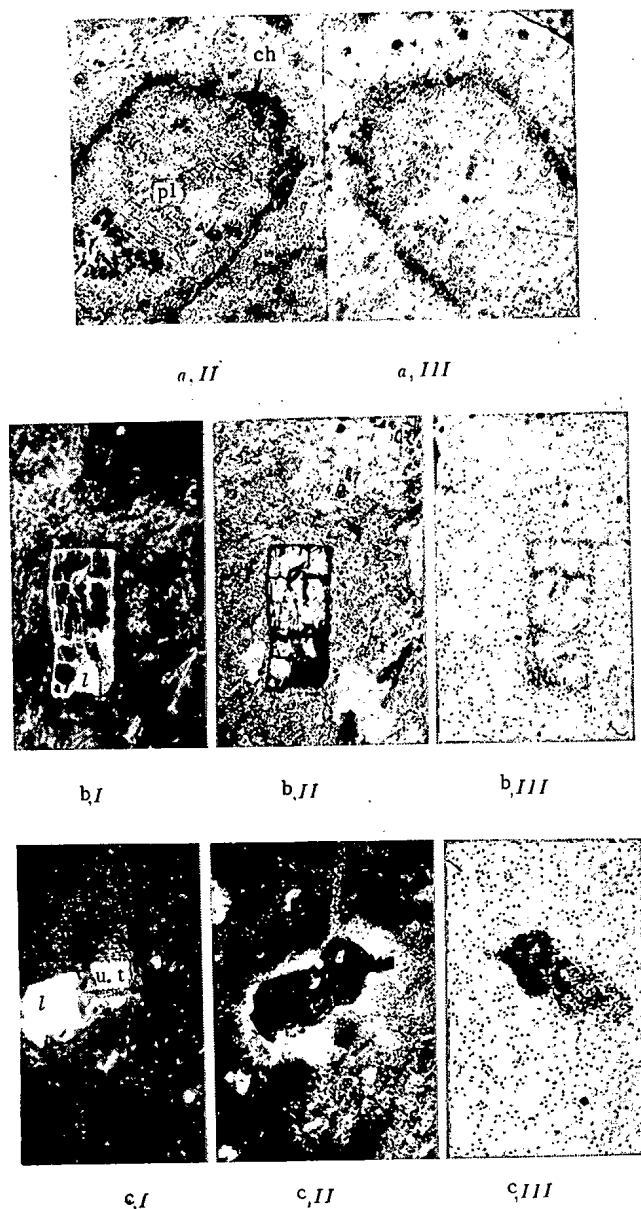 ch
pl
a, II a, III
l
b, I b, II b, III
l u. t
c, I c, II c, III